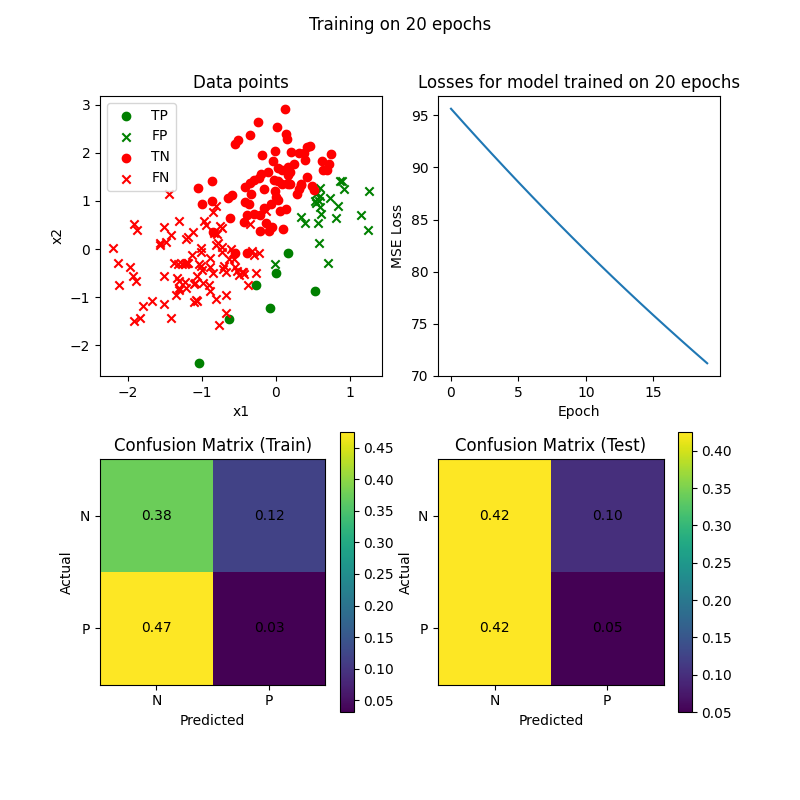 Training on 20 epochs
Data points
TP
FP
TN
FN
3
2
1
0
−1
−2
x2
−2
−1
0
1
x1
Losses for model trained on 20 epochs
95
90
85
80
75
70
MSE Loss
0
5
10
15
Epoch
Confusion Matrix (Train)
N
P
Actual
0.38
0.12
0.47
0.03
N
P
Predicted
0.45
0.40
0.35
0.30
0.25
0.20
0.15
0.10
0.05
Confusion Matrix (Test)
N
P
Actual
0.42
0.10
0.42
0.05
N
P
Predicted
0.40
0.35
0.30
0.25
0.20
0.15
0.10
0.05